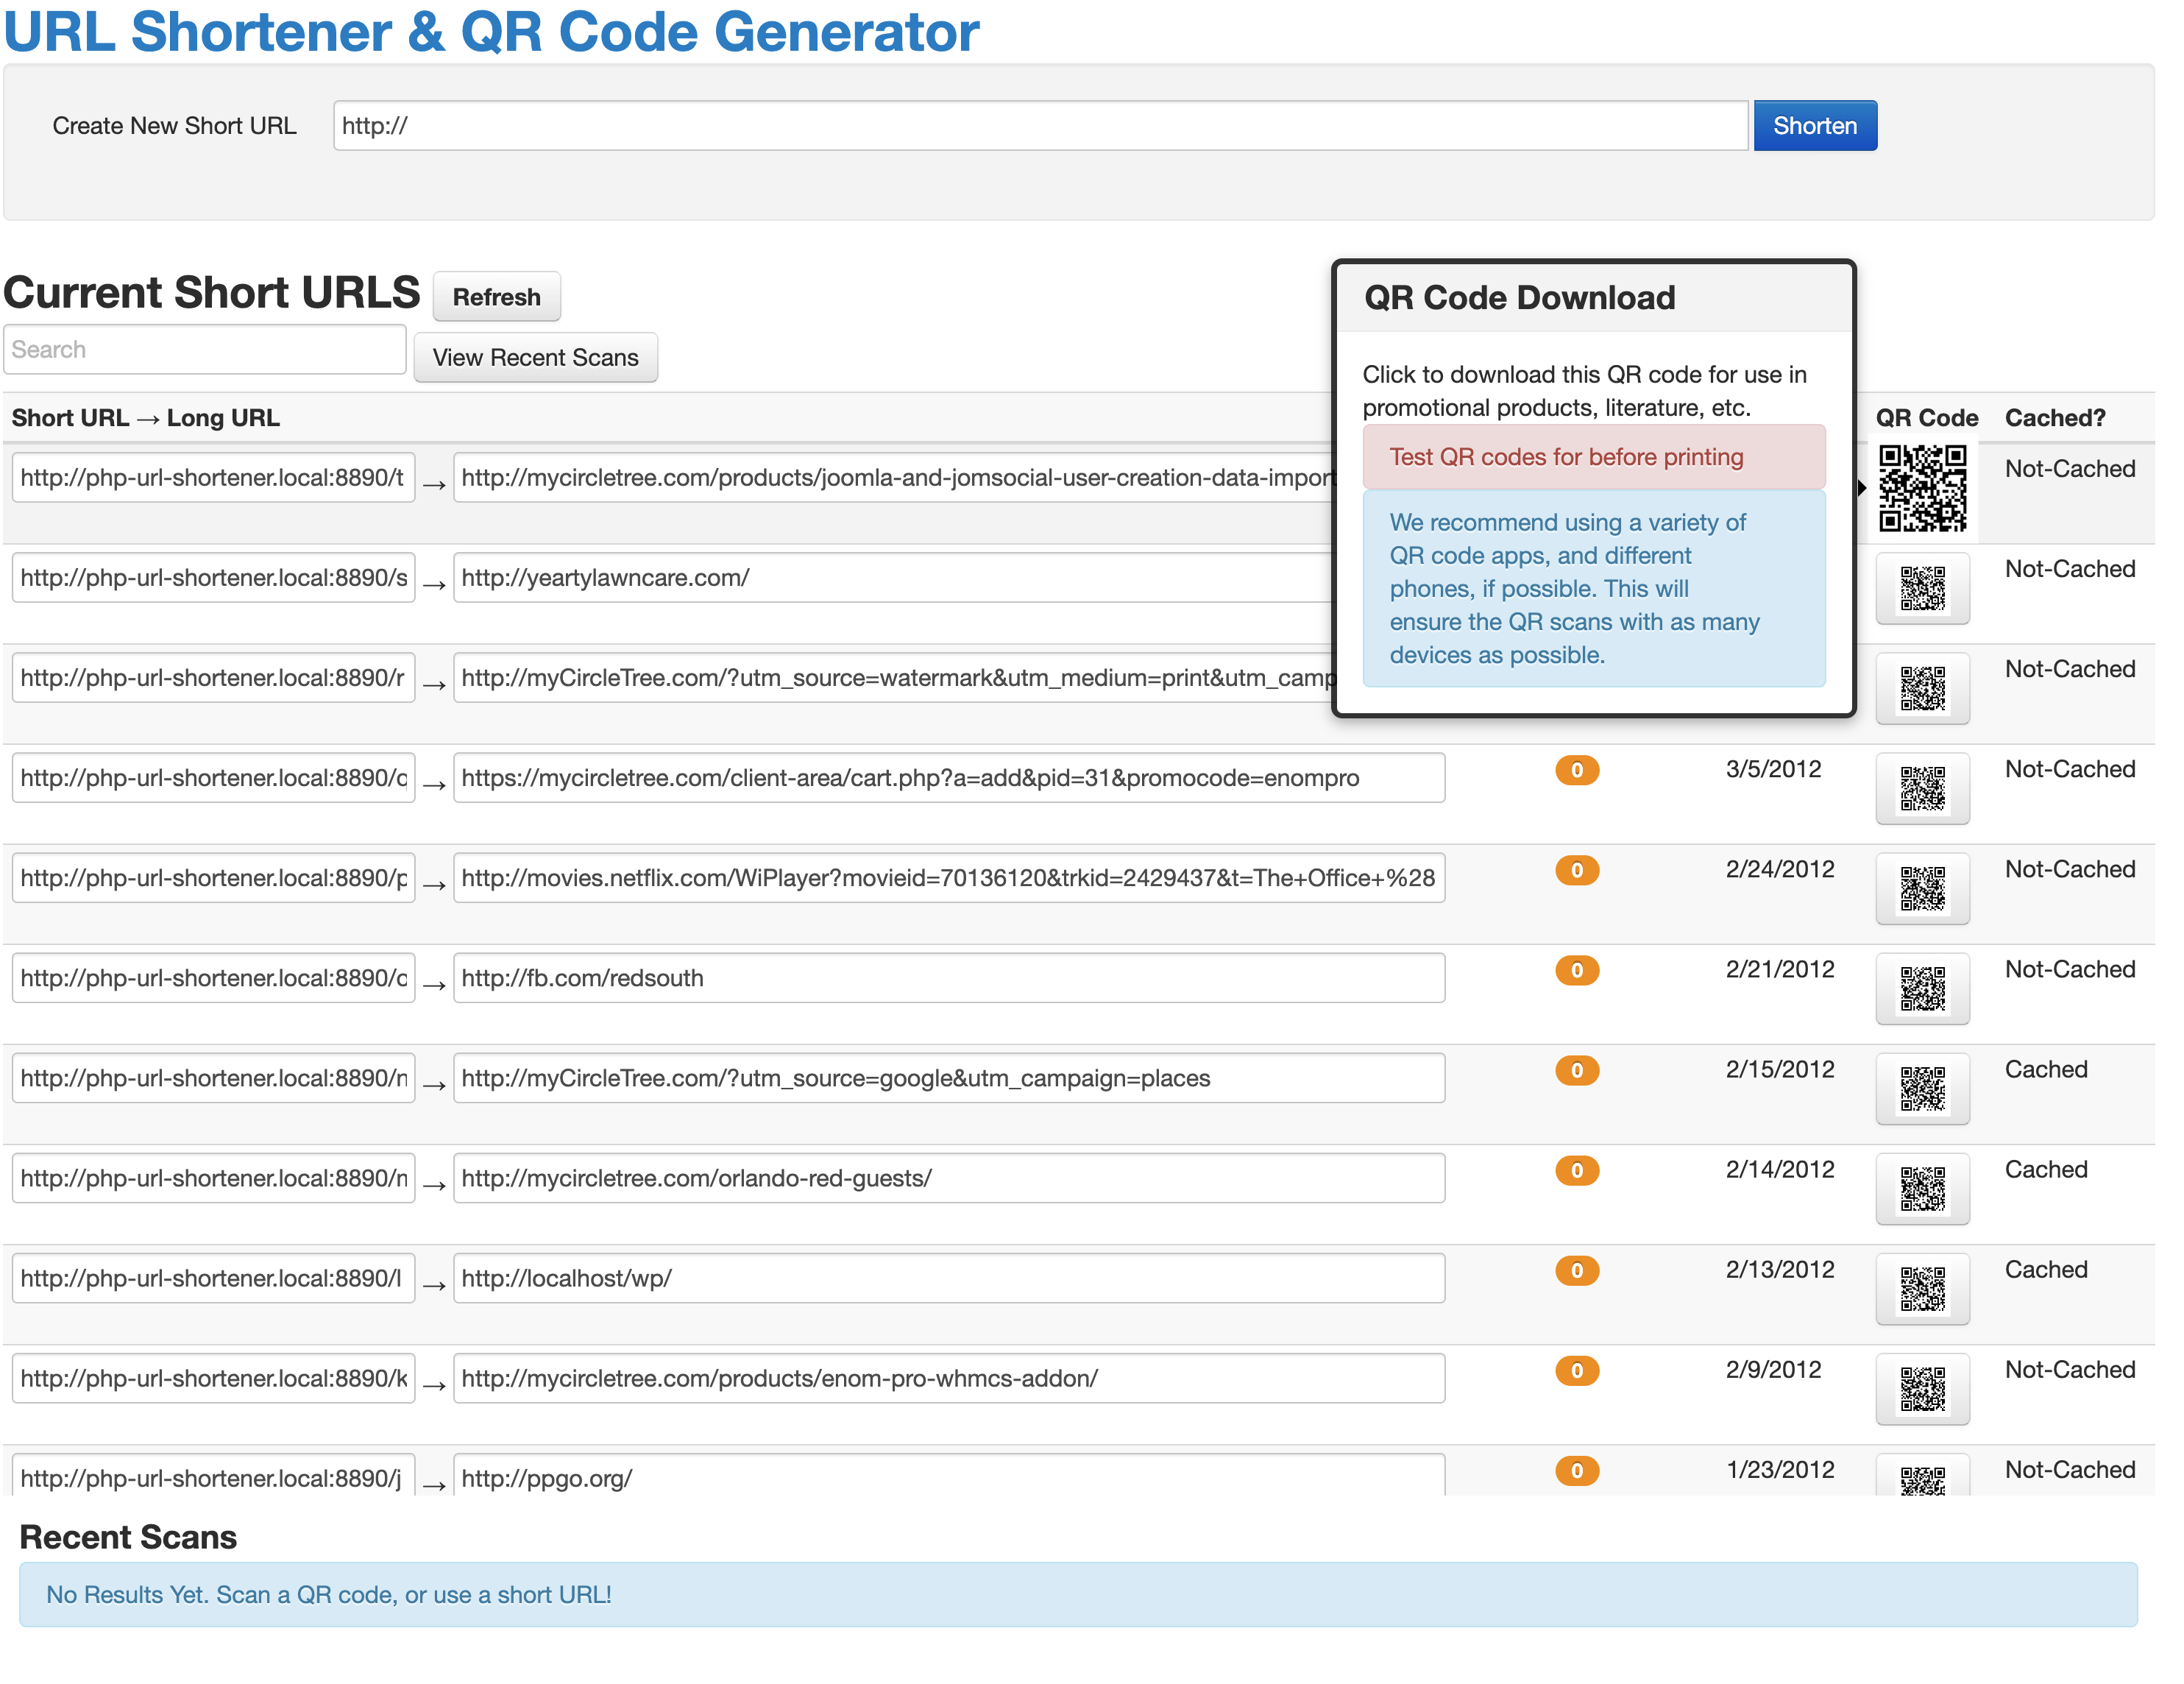 URL Shortener & QR Code Generator
Create New Short URL http:// Shorten
Current Short URLS Refresh
Search View Recent Scans
Short URL → Long URL QR Code Cached?
http://php-url-shortener.local:8890/t → http://mycircletree.com/products/joomla-and-jomsocial-user-creation-data-import Not-Cached
QR Code Download
Click to download this QR code for use in
promotional products, literature, etc.
Test QR codes for before printing
We recommend using a variety of
QR code apps, and different
phones, if possible. This will
ensure the QR scans with as many
devices as possible.
http://php-url-shortener.local:8890/s → http://yeartylawncare.com/ Not-Cached
http://php-url-shortener.local:8890/r → http://myCircleTree.com/?utm_source=watermark&utm_medium=print&utm_camp Not-Cached
http://php-url-shortener.local:8890/q → https://mycircletree.com/client-area/cart.php?a=add&pid=31&promocode=enompro 0 3/5/2012 Not-Cached
http://php-url-shortener.local:8890/p → http://movies.netflix.com/WiPlayer?movieid=70136120&trkid=2429437&t=The+Office+%28 0 2/24/2012 Not-Cached
http://php-url-shortener.local:8890/o → http://fb.com/redsouth 0 2/21/2012 Not-Cached
http://php-url-shortener.local:8890/n → http://myCircleTree.com/?utm_source=google&utm_campaign=places 0 2/15/2012 Cached
http://php-url-shortener.local:8890/m → http://mycircletree.com/orlando-red-guests/ 0 2/14/2012 Cached
http://php-url-shortener.local:8890/l → http://localhost/wp/ 0 2/13/2012 Cached
http://php-url-shortener.local:8890/k → http://mycircletree.com/products/enom-pro-whmcs-addon/ 0 2/9/2012 Not-Cached
http://php-url-shortener.local:8890/j → http://ppgo.org/ 0 1/23/2012 Not-Cached
Recent Scans
No Results Yet. Scan a QR code, or use a short URL!